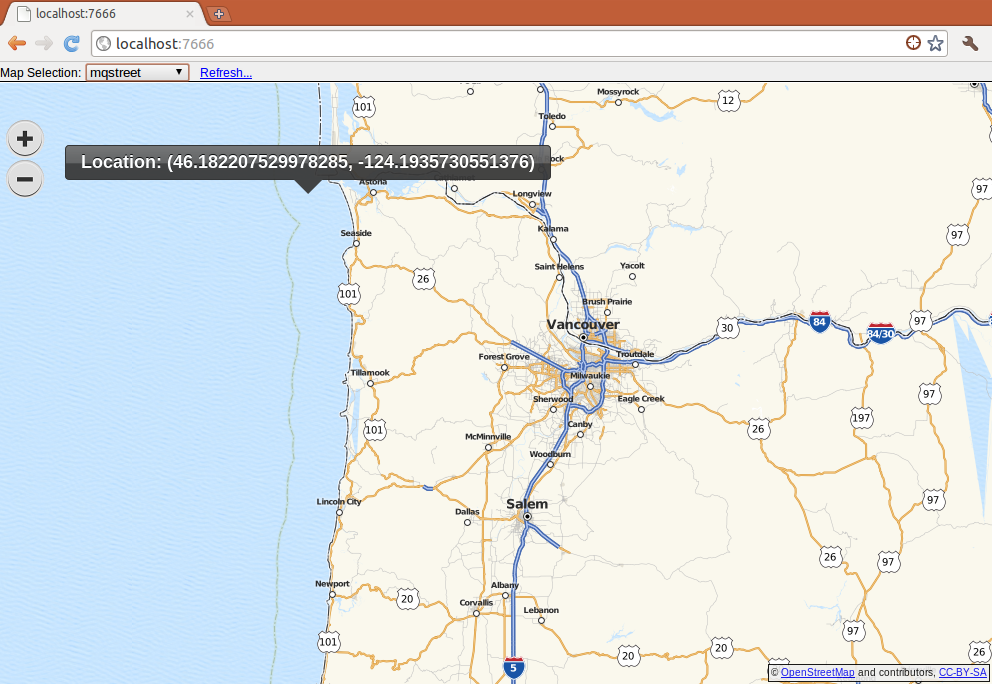 localhost:7666
localhost:7666
Map Selection: mqstreet Refresh...
Mossyrock
101
12
Toledo
+
Location: (46.182207529978285, -124.1935730551376)
−
Astoria
Longview
97
Kalama
Seaside
97
Saint Helens
Yacolt
26
101
Brush Prairie
Vancouver
30
84
97
84/30
Forest Grove
Troutdale
Tillamook
Milwaukie
97
Sherwood
Eagle Creek
197
101
Canby
26
McMinnville
Woodburn
Lincoln City
Salem
97
Dallas
26
97
Newport
Albany
20
Corvallis
Lebanon
97
101
20
20
26
5
© OpenStreetMap and contributors, CC-BY-SA